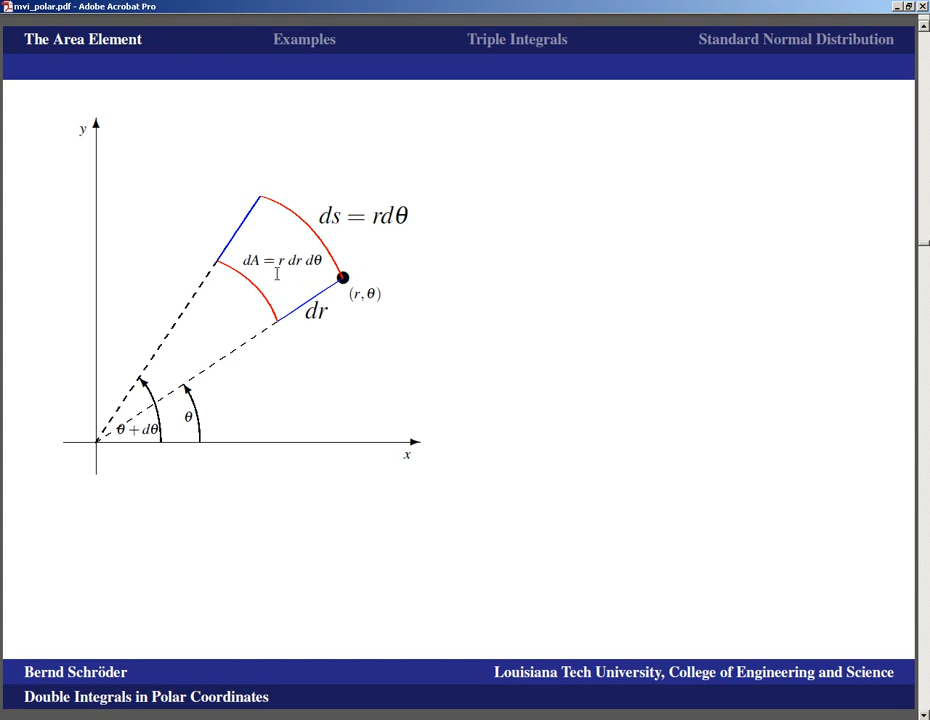 mvi_polar.pdf - Adobe Acrobat Pro
The Area Element Examples Triple Integrals Standard Normal Distribution
y
ds = rdθ
dA = r dr dθ
(r, θ)
dr
θ
θ + dθ
x
Bernd Schröder Louisiana Tech University, College of Engineering and Science
Double Integrals in Polar Coordinates